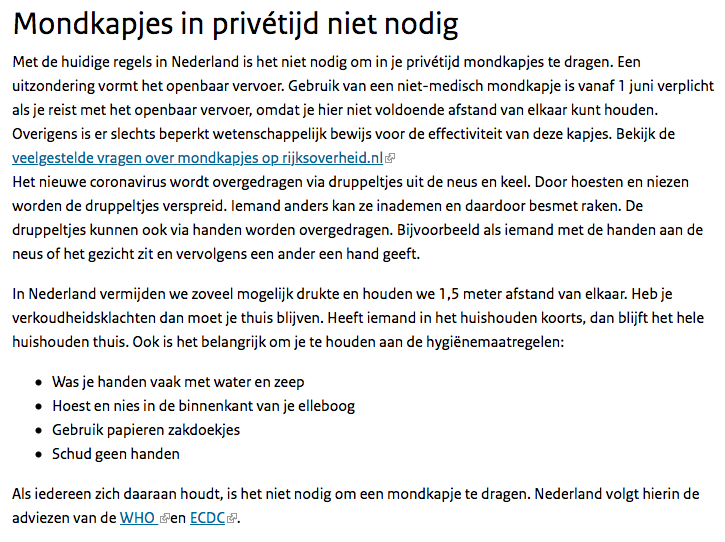 Mondkapjes in privétijd niet nodig
Met de huidige regels in Nederland is het niet nodig om in je privétijd mondkapjes te dragen. Een
uitzondering vormt het openbaar vervoer. Gebruik van een niet-medisch mondkapje is vanaf 1 juni verplicht
als je reist met het openbaar vervoer, omdat je hier niet voldoende afstand van elkaar kunt houden.
Overigens is er slechts beperkt wetenschappelijk bewijs voor de effectiviteit van deze kapjes. Bekijk de
veelgestelde vragen over mondkapjes op rijksoverheid.nl
Het nieuwe coronavirus wordt overgedragen via druppeltjes uit de neus en keel. Door hoesten en niezen
worden de druppeltjes verspreid. Iemand anders kan ze inademen en daardoor besmet raken. De
druppeltjes kunnen ook via handen worden overgedragen. Bijvoorbeeld als iemand met de handen aan de
neus of het gezicht zit en vervolgens een ander een hand geeft.
In Nederland vermijden we zoveel mogelijk drukte en houden we 1,5 meter afstand van elkaar. Heb je
verkoudheidsklachten dan moet je thuis blijven. Heeft iemand in het huishouden koorts, dan blijft het hele
huishouden thuis. Ook is het belangrijk om je te houden aan de hygiënemaatregelen:
• Was je handen vaak met water en zeep
• Hoest en nies in de binnenkant van je elleboog
• Gebruik papieren zakdoekjes
• Schud geen handen
Als iedereen zich daaraan houdt, is het niet nodig om een mondkapje te dragen. Nederland volgt hierin de
adviezen van de WHO en ECDC.